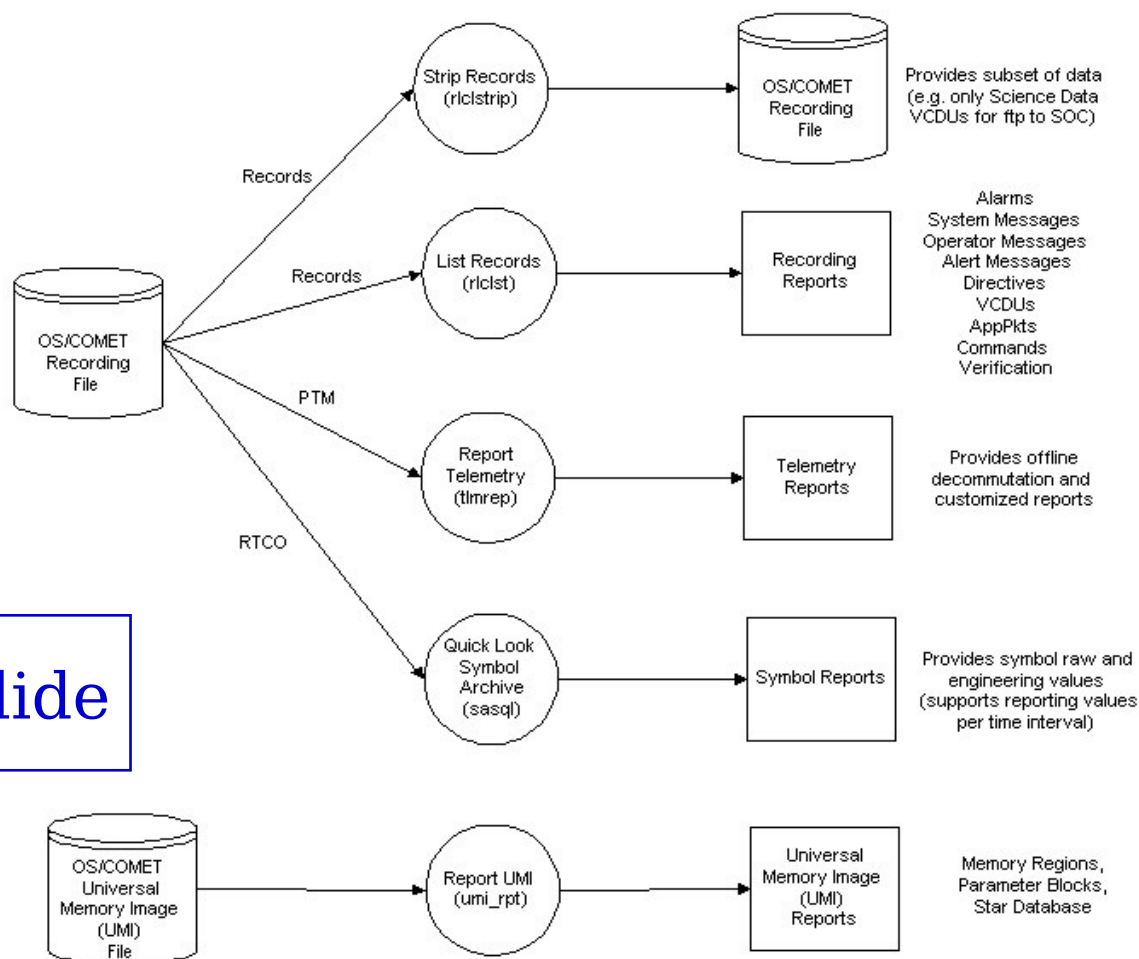 Strip Records
(rlclstrip)
OS/COMET
Recording
File
Provides subset of data
(e.g. only Science Data
VCDUs for ftp to SOC)
Records
Records
List Records
(rlclst)
Recording
Reports
Alarms
System Messages
Operator Messages
Alert Messages
Directives
VCDUs
AppPkts
Commands
Verification
OS/COMET
Recording
File
PTM
Report
Telemetry
(tlmrep)
Telemetry
Reports
Provides offline
decommutation and
customized reports
RTCO
lide
Quick Look
Symbol
Archive
(sasql)
Symbol Reports
Provides symbol raw and
engineering values
(supports reporting values
per time interval)
OS/COMET
Universal
Memory Image
(UMI)
File
Report UMI
(umi_rpt)
Universal
Memory Image
(UMI)
Reports
Memory Regions,
Parameter Blocks,
Star Database